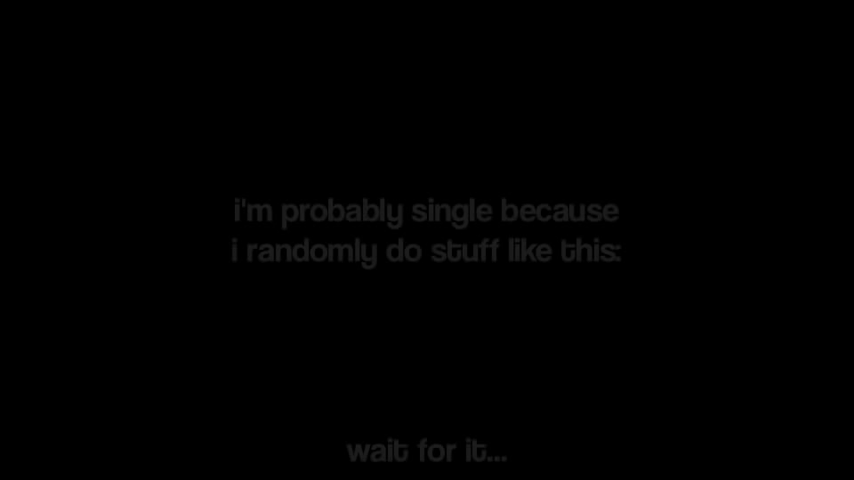 i'm probably single because
i randomly do stuff like this:
wait for it...